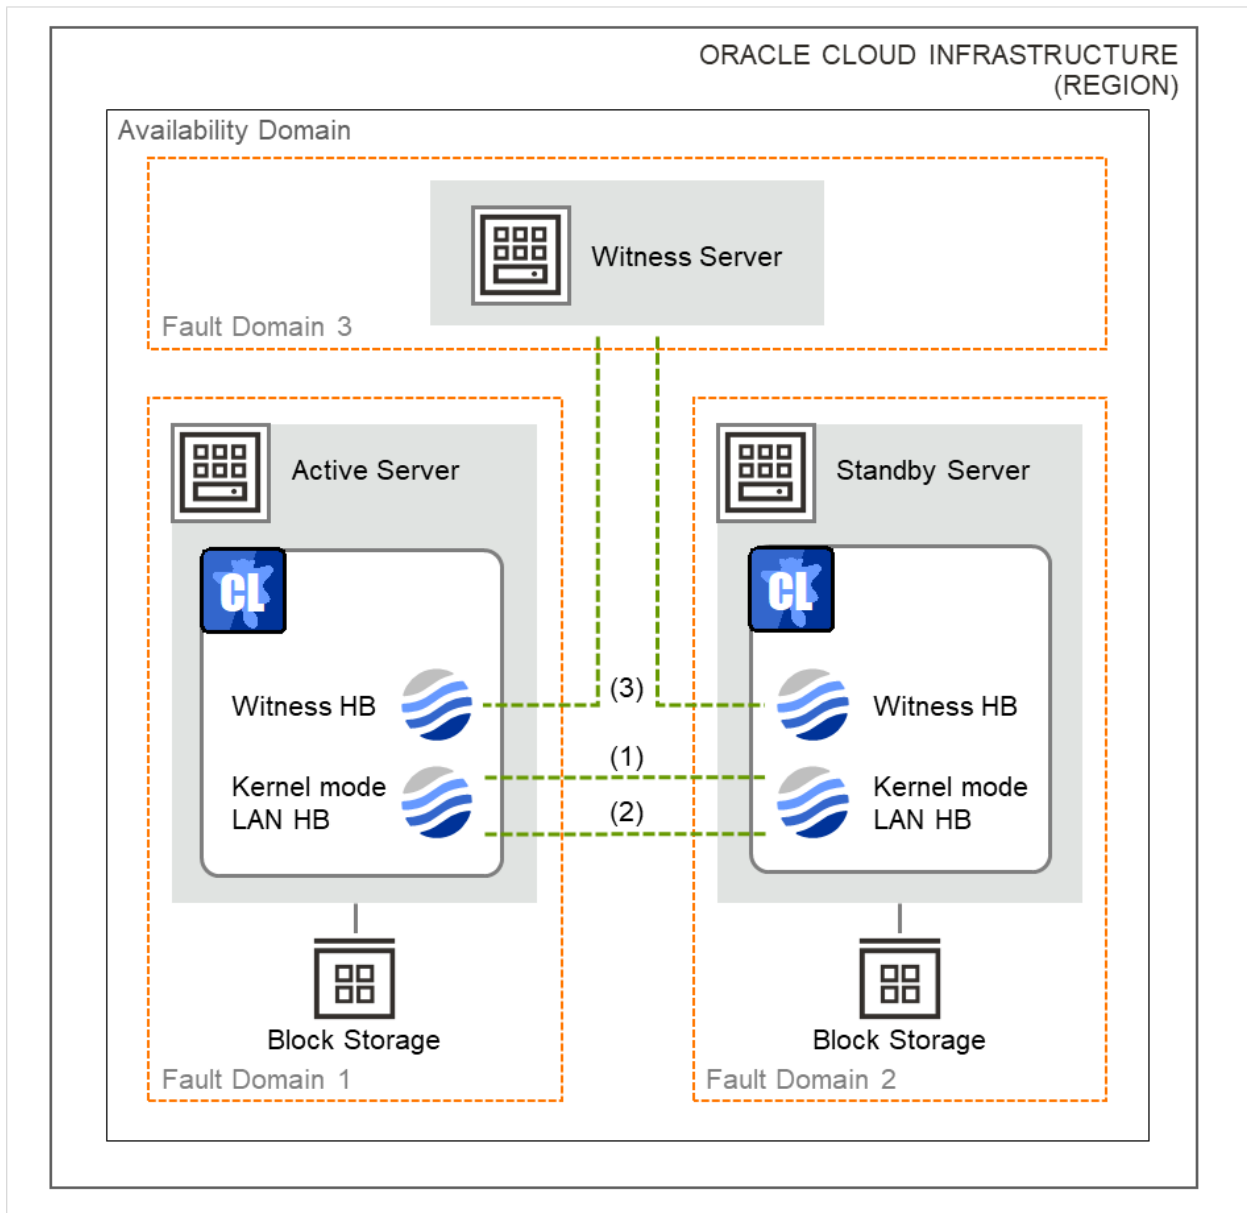 ORACLE CLOUD INFRASTRUCTURE
(REGION)
Availability Domain
Witness Server
Fault Domain 3
Active Server
Standby Server
CL
CL
Witness HB
(3)
Witness HB
(1)
Kernel mode
LAN HB
(2)
Kernel mode
LAN HB
Block Storage
Block Storage
Fault Domain 1
Fault Domain 2